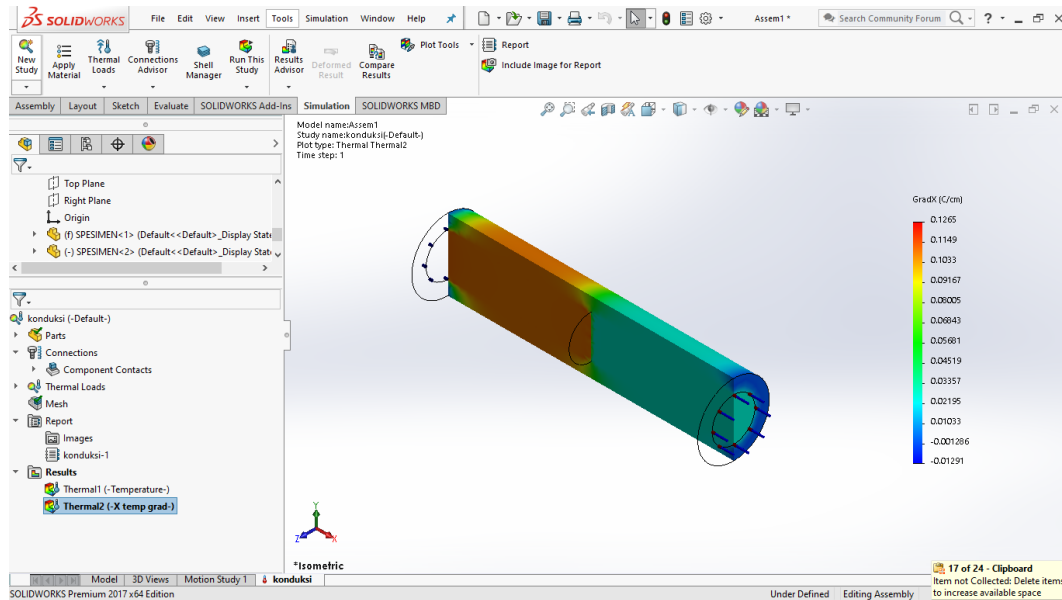 SOLIDWORKS File Edit View Insert Tools Simulation Window Help Assem1 * Search Community Forum ?
New Study
Apply Material
Thermal Loads
Connections Advisor
Shell Manager
Run This Study
Results Advisor
Deformed Result
Compare Results
Plot Tools
Report
Include Image for Report
Assembly Layout Sketch Evaluate SOLIDWORKS Add-Ins Simulation SOLIDWORKS MBD
Top Plane
Right Plane
Origin
(f) SPESIMEN<1> (Default<<Default>_Display State
(-) SPESIMEN<2> (Default<<Default>_Display State
konduksi (-Default-)
Parts
Connections
Component Contacts
Thermal Loads
Mesh
Report
Images
konduksi-1
Results
Thermal1 (-Temperature-)
Thermal2 (-X temp grad-)
Model name:Assem1
Study name:konduksi(-Default-)
Plot type: Thermal Thermal2
Time step: 1
GradX (C/cm)
0.1265
0.1149
0.1033
0.09167
0.08005
0.06843
0.05681
0.04519
0.03357
0.02195
0.01033
-0.001286
-0.01291
Y
Z
X
*Isometric
Model 3D Views Motion Study 1 konduksi
SOLIDWORKS Premium 2017 x64 Edition Under Defined Editing Assembly
17 of 24 - Clipboard
Item not Collected: Delete items
to increase available space